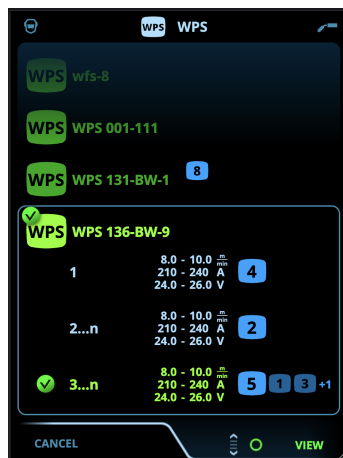 WPS WPS
WPS wfs-8
WPS WPS 001-111
WPS WPS 131-BW-1 8
WPS WPS 136-BW-9
1 8.0 - 10.0 m/min 4
210 - 240 A
24.0 - 26.0 V
2...n 8.0 - 10.0 m/min 2
210 - 240 A
24.0 - 26.0 V
3...n 8.0 - 10.0 m/min 5 1 3 +1
210 - 240 A
24.0 - 26.0 V
CANCEL VIEW